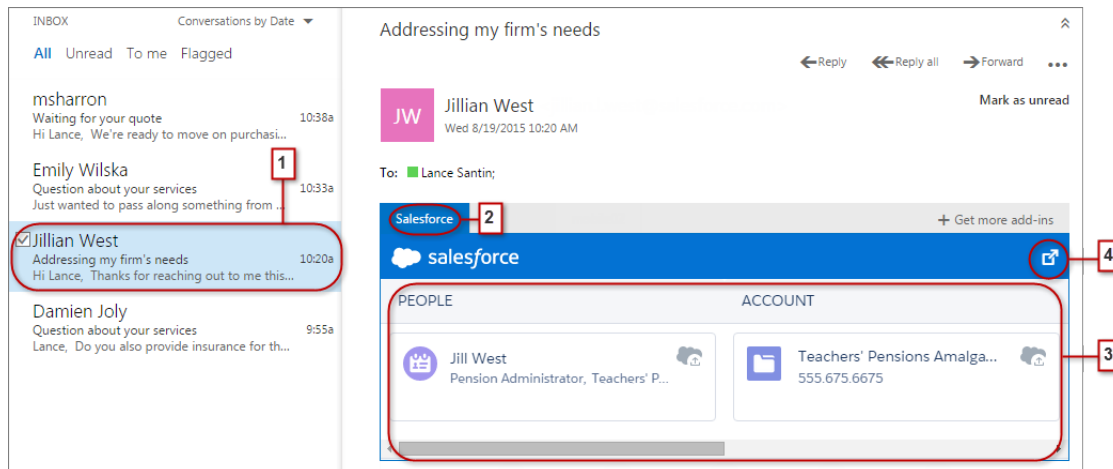 INBOX
Conversations by Date
All Unread To me Flagged
msharron
Waiting for your quote 10:38a
Hi Lance, We're ready to move on purchasi...
Emily Wilska
Question about your services 10:33a
Just wanted to pass along something from ...
1
Jillian West
Addressing my firm's needs 10:20a
Hi Lance, Thanks for reaching out to me this...
Damien Joly
Question about your services 9:55a
Lance, Do you also provide insurance for th...
Addressing my firm's needs
Reply Reply all Forward ...
JW
Jillian West
Mark as unread
Wed 8/19/2015 10:20 AM
To: Lance Santin;
Salesforce
2
+ Get more add-ins
salesforce
4
PEOPLE
ACCOUNT
Jill West
Pension Administrator, Teachers' P...
Teachers' Pensions Amalga...
555.675.6675
3